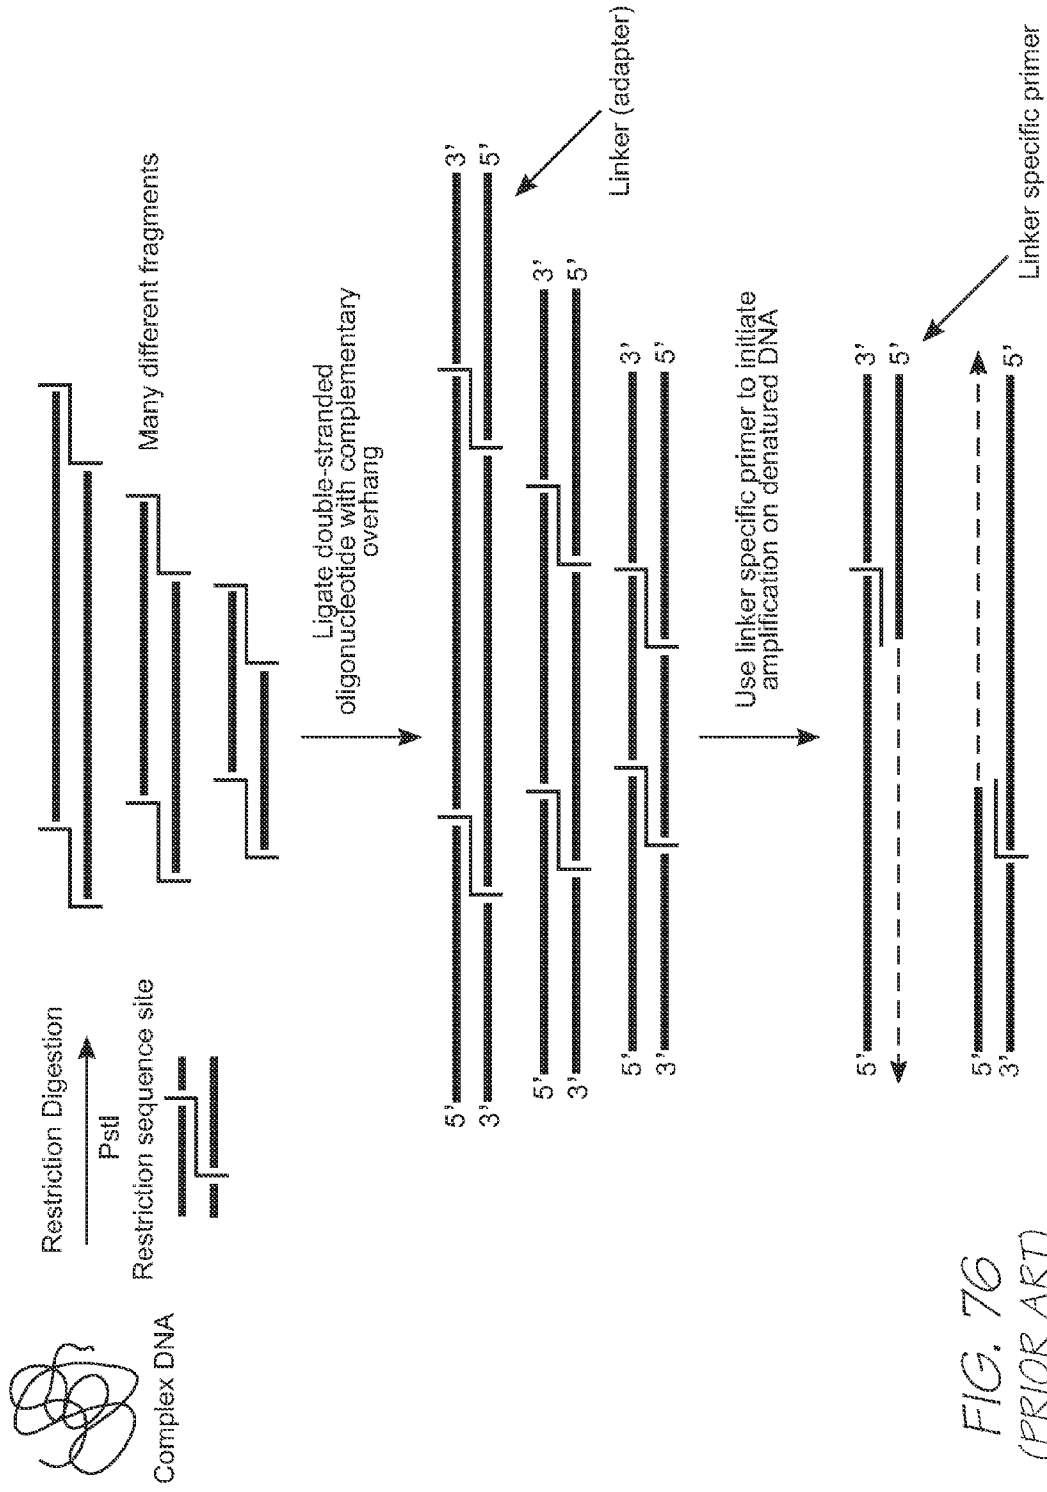 Complex DNA
Restriction Digestion
PstI
Restriction sequence site
Many different fragments
Ligate double-stranded
oligonucleotide with complementary
overhang
5' 3'
3' 5'
5' 3'
3' 5'
5' 3'
3' 5'
Linker (adapter)
Use linker specific primer to initiate
amplification on denatured DNA
5' 3'
5'
5'
3' 5'
Linker specific primer
FIG. 76
(PRIOR ART)